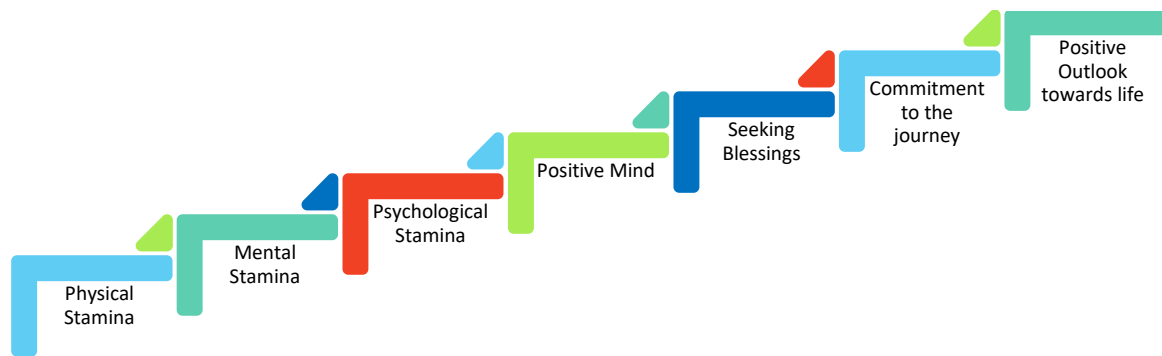 Physical
Stamina
Mental
Stamina
Psychological
Stamina
Positive Mind
Seeking
Blessings
Commitment
to the
journey
Positive
Outlook
towards life